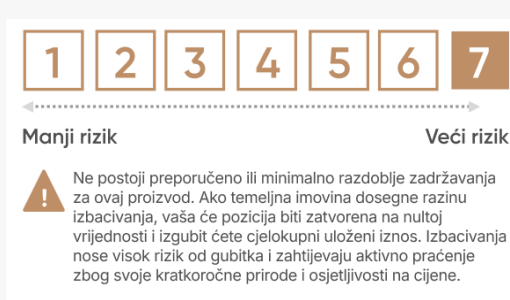 1 2 3 4 5 6 7
Manji rizik Veći rizik
Ne postoji preporučeno ili minimalno razdoblje zadržavanja
za ovaj proizvod. Ako temeljna imovina dosegne razinu
izbacivanja, vaša će pozicija biti zatvorena na nultoj
vrijednosti i izgubit ćete cjelokupni uloženi iznos. Izbacivanja
nose visok rizik od gubitka i zahtijevaju aktivno praćenje
zbog svoje kratkoročne prirode i osjetljivosti na cijene.